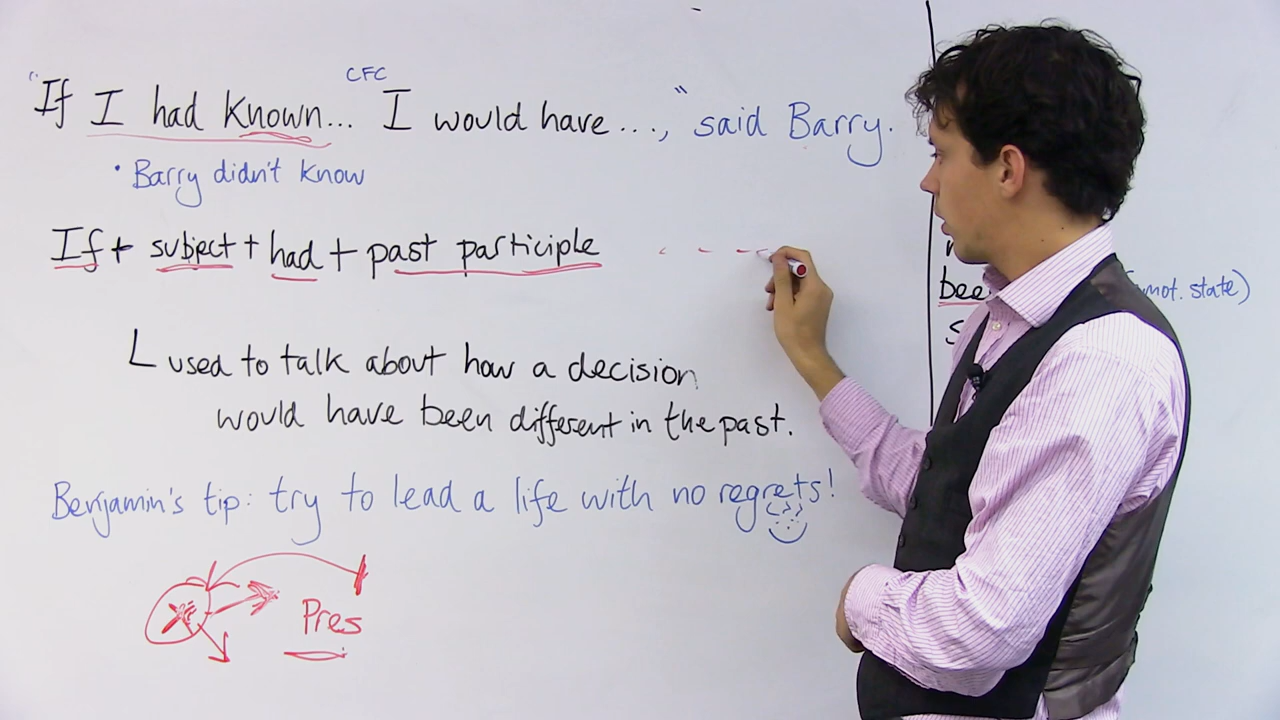 CFC
"If I had known... I would have...," said Barry.
• Barry didn't know
If + subject + had + past participle
used to talk about how a decision
would have been different in the past.
Benjamin's tip: try to lead a life with no regrets!
Pres
mot. state)